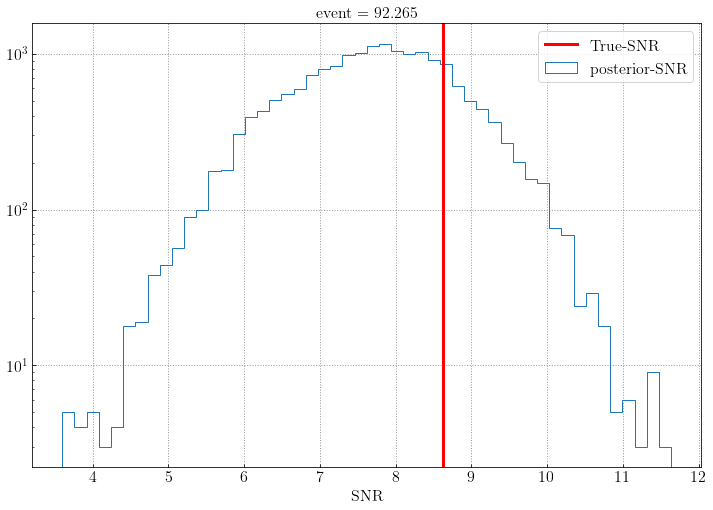 event = 92.265
True-SNR
posterior-SNR
10³
10²
10¹
4 5 6 7 8 9 10 11 12
SNR